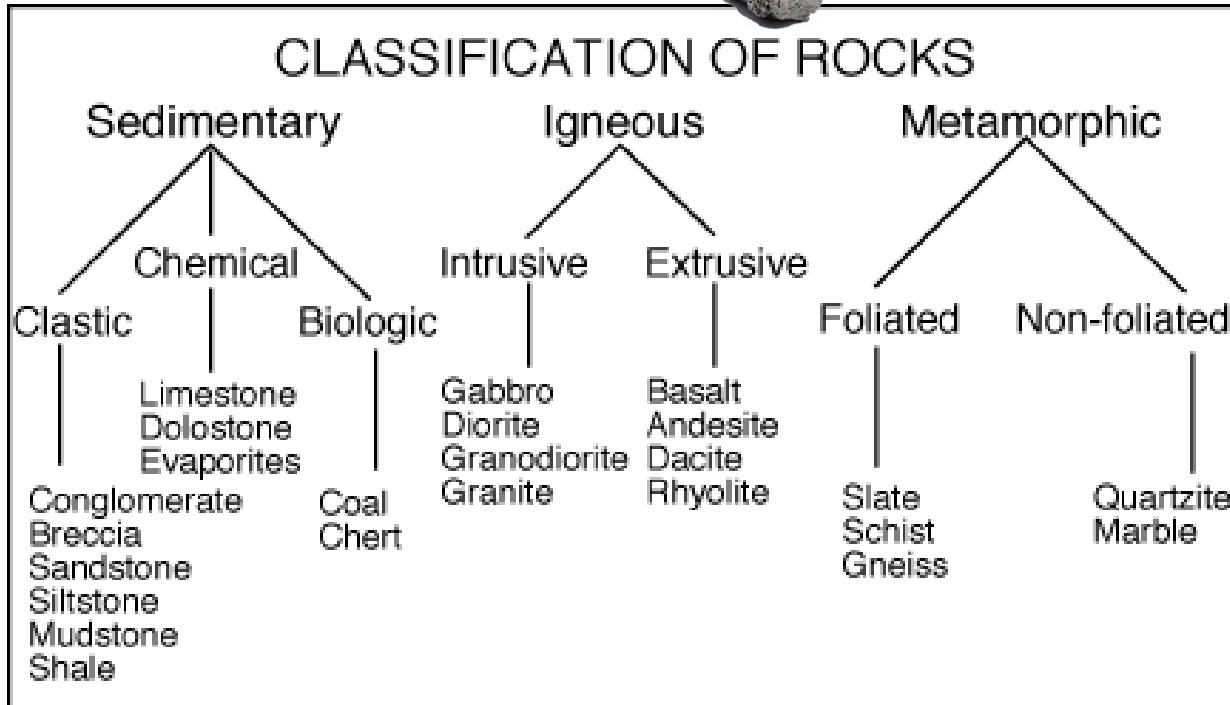 CLASSIFICATION OF ROCKS
Sedimentary
Igneous
Metamorphic
Clastic
Chemical
Biologic
Intrusive
Extrusive
Foliated
Non-foliated
Conglomerate
Breccia
Sandstone
Siltstone
Mudstone
Shale
Limestone
Dolostone
Evaporites
Coal
Chert
Gabbro
Diorite
Granodiorite
Granite
Basalt
Andesite
Dacite
Rhyolite
Slate
Schist
Gneiss
Quartzite
Marble